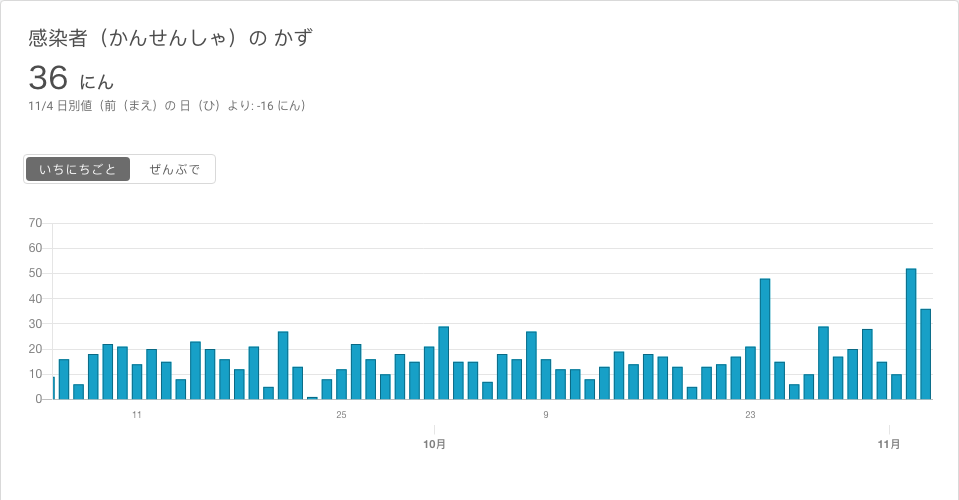 感染者（かんせんしゃ）の かず
36 にん
11/4 日別値（前（まえ）の 日（ひ）より: -16 にん）
いちにちごと ぜんぶで
70
60
50
40
30
20
10
0
11 25 9 23
10月 11月